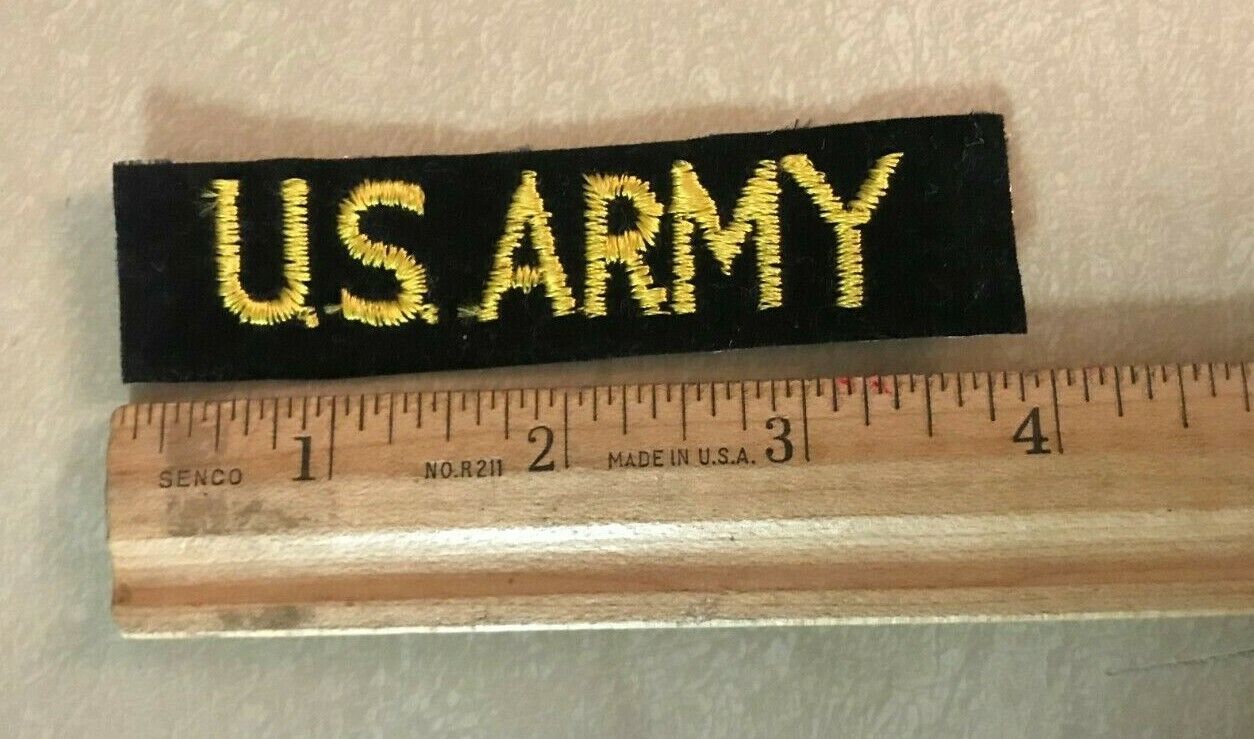 U.S. ARMY
1 2 3 4
SENCO NO.R211 MADE IN U.S.A.